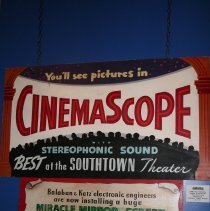 You'll see pictures in
CINEMASCOPE
WITH
STEREOPHONIC SOUND
BEST at the SOUTHTOWN Theater
Balaban & Katz electronic engineers
are now installing a huge
MIRACLE MIRROR SCREEN